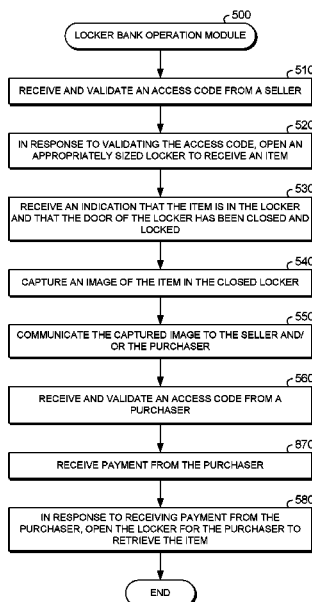 500
LOCKER BANK OPERATION MODULE
510
RECEIVE AND VALIDATE AN ACCESS CODE FROM A SELLER
520
IN RESPONSE TO VALIDATING THE ACCESS CODE, OPEN AN
APPROPRIATELY SIZED LOCKER TO RECEIVE AN ITEM
530
RECEIVE AN INDICATION THAT THE ITEM IS IN THE LOCKER
AND THAT THE DOOR OF THE LOCKER HAS BEEN CLOSED AND
LOCKED
540
CAPTURE AN IMAGE OF THE ITEM IN THE CLOSED LOCKER
550
COMMUNICATE THE CAPTURED IMAGE TO THE SELLER AND/
OR THE PURCHASER
560
RECEIVE AND VALIDATE AN ACCESS CODE FROM A
PURCHASER
870
RECEIVE PAYMENT FROM THE PURCHASER
580
IN RESPONSE TO RECEIVING PAYMENT FROM THE
PURCHASER, OPEN THE LOCKER FOR THE PURCHASER TO
RETRIEVE THE ITEM
END